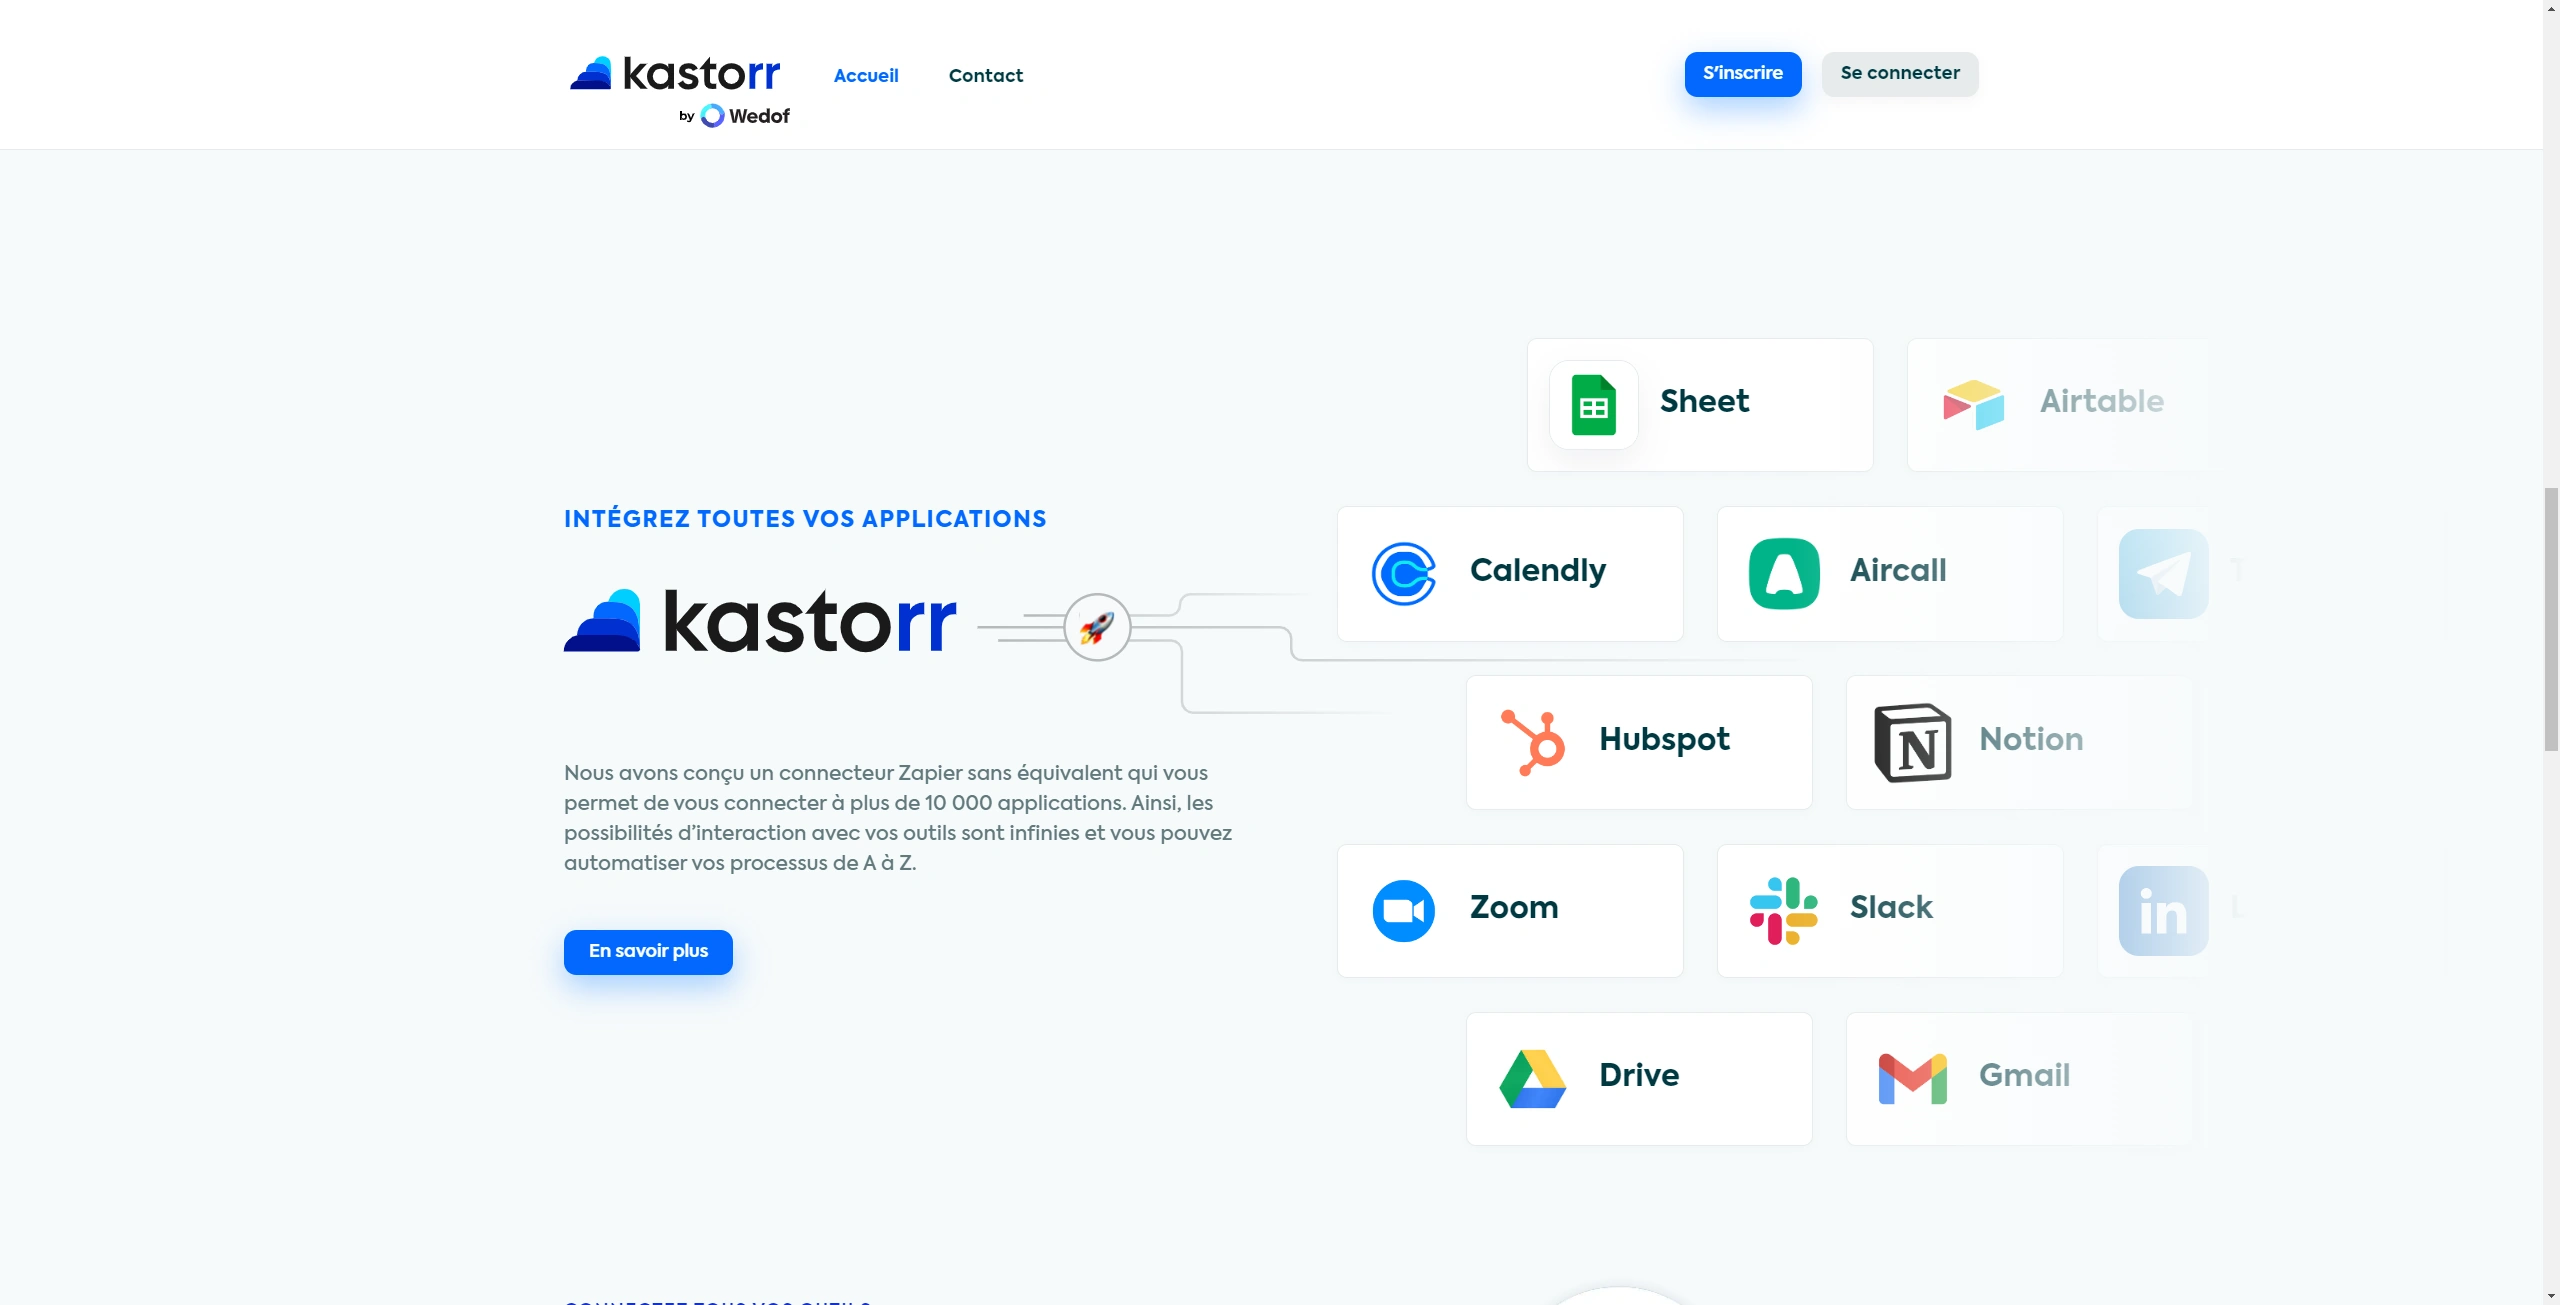 kastorr
by Wedof
Accueil
Contact
S'inscrire
Se connecter
INTÉGREZ TOUTES VOS APPLICATIONS
kastorr
Nous avons conçu un connecteur Zapier sans équivalent qui vous
permet de vous connecter à plus de 10 000 applications. Ainsi, les
possibilités d’interaction avec vos outils sont infinies et vous pouvez
automatiser vos processus de A à Z.
En savoir plus
Sheet
Airtable
Calendly
Aircall
Hubspot
N
Notion
Zoom
Slack
in
Drive
Gmail